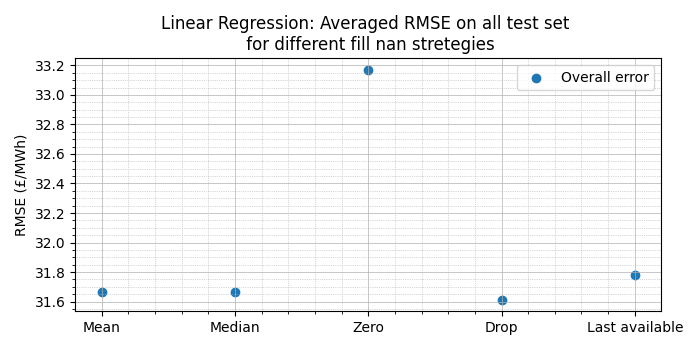 Linear Regression: Averaged RMSE on all test set
for different fill nan stretegies
Overall error
RMSE (£/MWh)
33.2
33.0
32.8
32.6
32.4
32.2
32.0
31.8
31.6
Mean
Median
Zero
Drop
Last available